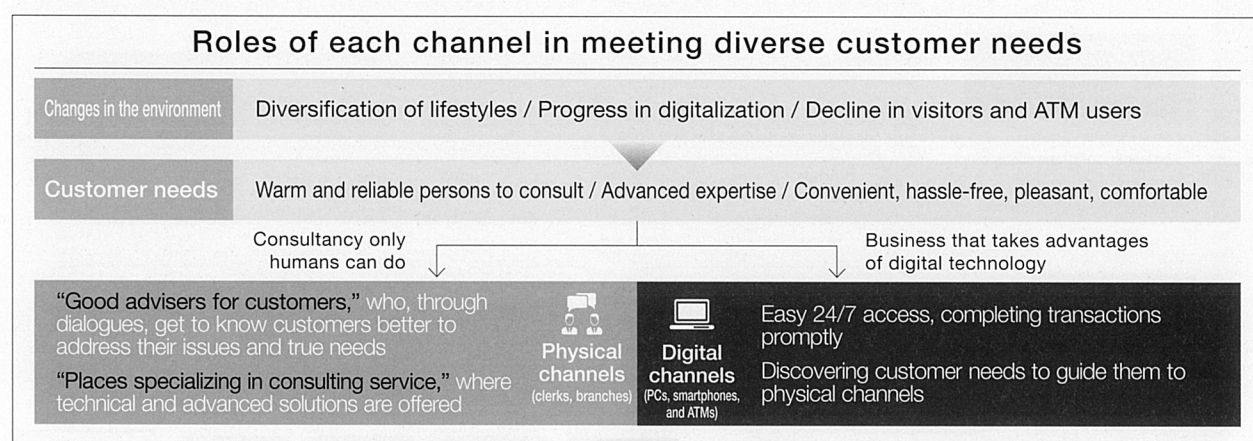 Roles of each channel in meeting diverse customer needs
Changes in the environment
Diversification of lifestyles / Progress in digitalization / Decline in visitors and ATM users
Customer needs
Warm and reliable persons to consult / Advanced expertise / Convenient, hassle-free, pleasant, comfortable
Consultancy only
humans can do
Business that takes advantages
of digital technology
“Good advisers for customers,” who, through
dialogues, get to know customers better to
address their issues and true needs
“Places specializing in consulting service,” where
technical and advanced solutions are offered
Physical
channels
(clerks, branches)
Digital
channels
(PCs, smartphones,
and ATMs)
Easy 24/7 access, completing transactions
promptly
Discovering customer needs to guide them to
physical channels